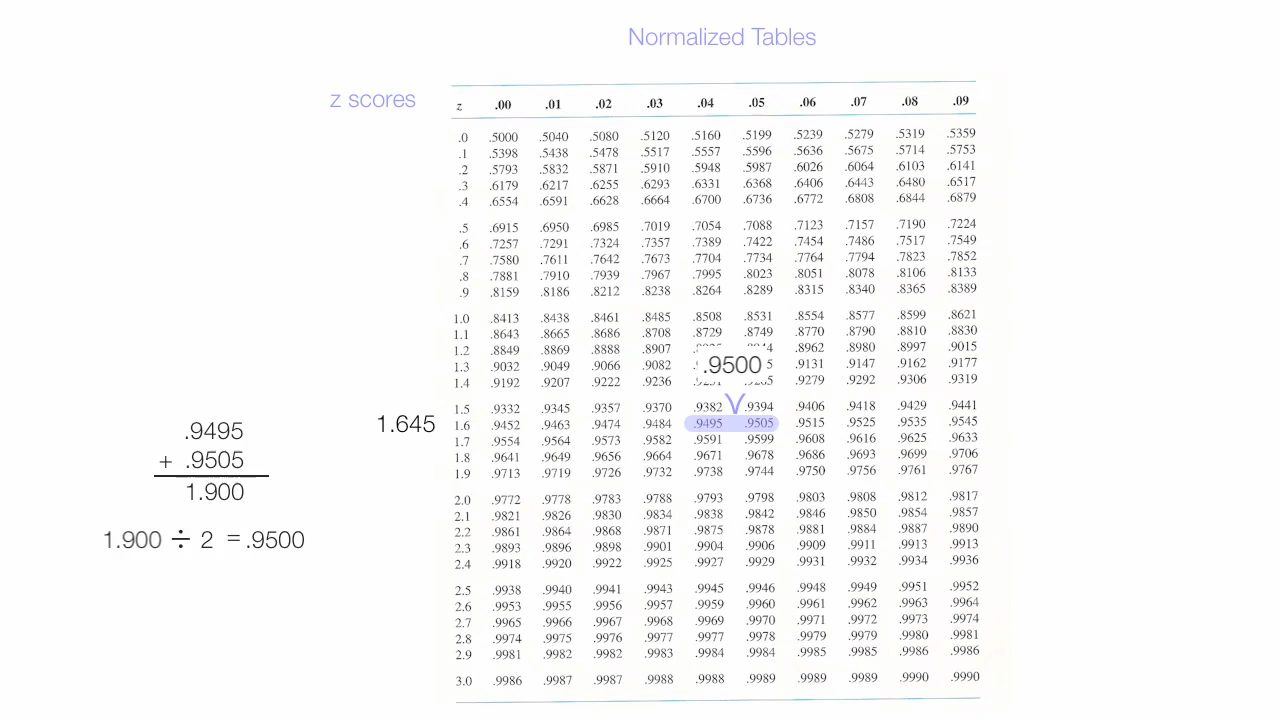 Normalized Tables
z scores
z .00 .01 .02 .03 .04 .05 .06 .07 .08 .09
.0 .5000 .5040 .5080 .5120 .5160 .5199 .5239 .5279 .5319 .5359
.1 .5398 .5438 .5478 .5517 .5557 .5596 .5636 .5675 .5714 .5753
.2 .5793 .5832 .5871 .5910 .5948 .5987 .6026 .6064 .6103 .6141
.3 .6179 .6217 .6255 .6293 .6331 .6368 .6406 .6443 .6480 .6517
.4 .6554 .6591 .6628 .6664 .6700 .6736 .6772 .6808 .6844 .6879
.5 .6915 .6950 .6985 .7019 .7054 .7088 .7123 .7157 .7190 .7224
.6 .7257 .7291 .7324 .7357 .7389 .7422 .7454 .7486 .7517 .7549
.7 .7580 .7611 .7642 .7673 .7704 .7734 .7764 .7794 .7823 .7852
.8 .7881 .7910 .7939 .7967 .7995 .8023 .8051 .8078 .8106 .8133
.9 .8159 .8186 .8212 .8238 .8264 .8289 .8315 .8340 .8365 .8389
1.0 .8413 .8438 .8461 .8485 .8508 .8531 .8554 .8577 .8599 .8621
1.1 .8643 .8665 .8686 .8708 .8729 .8749 .8770 .8790 .8810 .8830
1.2 .8849 .8869 .8888 .8907 .8962 .8980 .8997 .9015
1.3 .9032 .9049 .9066 .9082 .9131 .9147 .9162 .9177
.9500
1.4 .9192 .9207 .9222 .9236 .9279 .9292 .9306 .9319
1.5 .9332 .9345 .9357 .9370 .9382 .9394 .9406 .9418 .9429 .9441
1.645
1.6 .9452 .9463 .9474 .9484 .9495 .9505 .9515 .9525 .9535 .9545
1.7 .9554 .9564 .9573 .9582 .9591 .9599 .9608 .9616 .9625 .9633
1.8 .9641 .9649 .9656 .9664 .9671 .9678 .9686 .9693 .9699 .9706
1.9 .9713 .9719 .9726 .9732 .9738 .9744 .9750 .9756 .9761 .9767
2.0 .9772 .9778 .9783 .9788 .9793 .9798 .9803 .9808 .9812 .9817
2.1 .9821 .9826 .9830 .9834 .9838 .9842 .9846 .9850 .9854 .9857
2.2 .9861 .9864 .9868 .9871 .9875 .9878 .9881 .9884 .9887 .9890
2.3 .9893 .9896 .9898 .9901 .9904 .9906 .9909 .9911 .9913 .9913
2.4 .9918 .9920 .9922 .9925 .9927 .9929 .9931 .9932 .9934 .9936
2.5 .9938 .9940 .9941 .9943 .9945 .9946 .9948 .9949 .9951 .9952
2.6 .9953 .9955 .9956 .9957 .9959 .9960 .9961 .9962 .9963 .9964
2.7 .9965 .9966 .9967 .9968 .9969 .9970 .9971 .9972 .9973 .9974
2.8 .9974 .9975 .9976 .9977 .9977 .9978 .9979 .9979 .9980 .9981
2.9 .9981 .9982 .9982 .9983 .9984 .9984 .9985 .9985 .9986 .9986
3.0 .9986 .9987 .9987 .9988 .9988 .9989 .9989 .9989 .9990 .9990
.9495
+ .9505
1.900
1.900 ÷ 2 = .9500